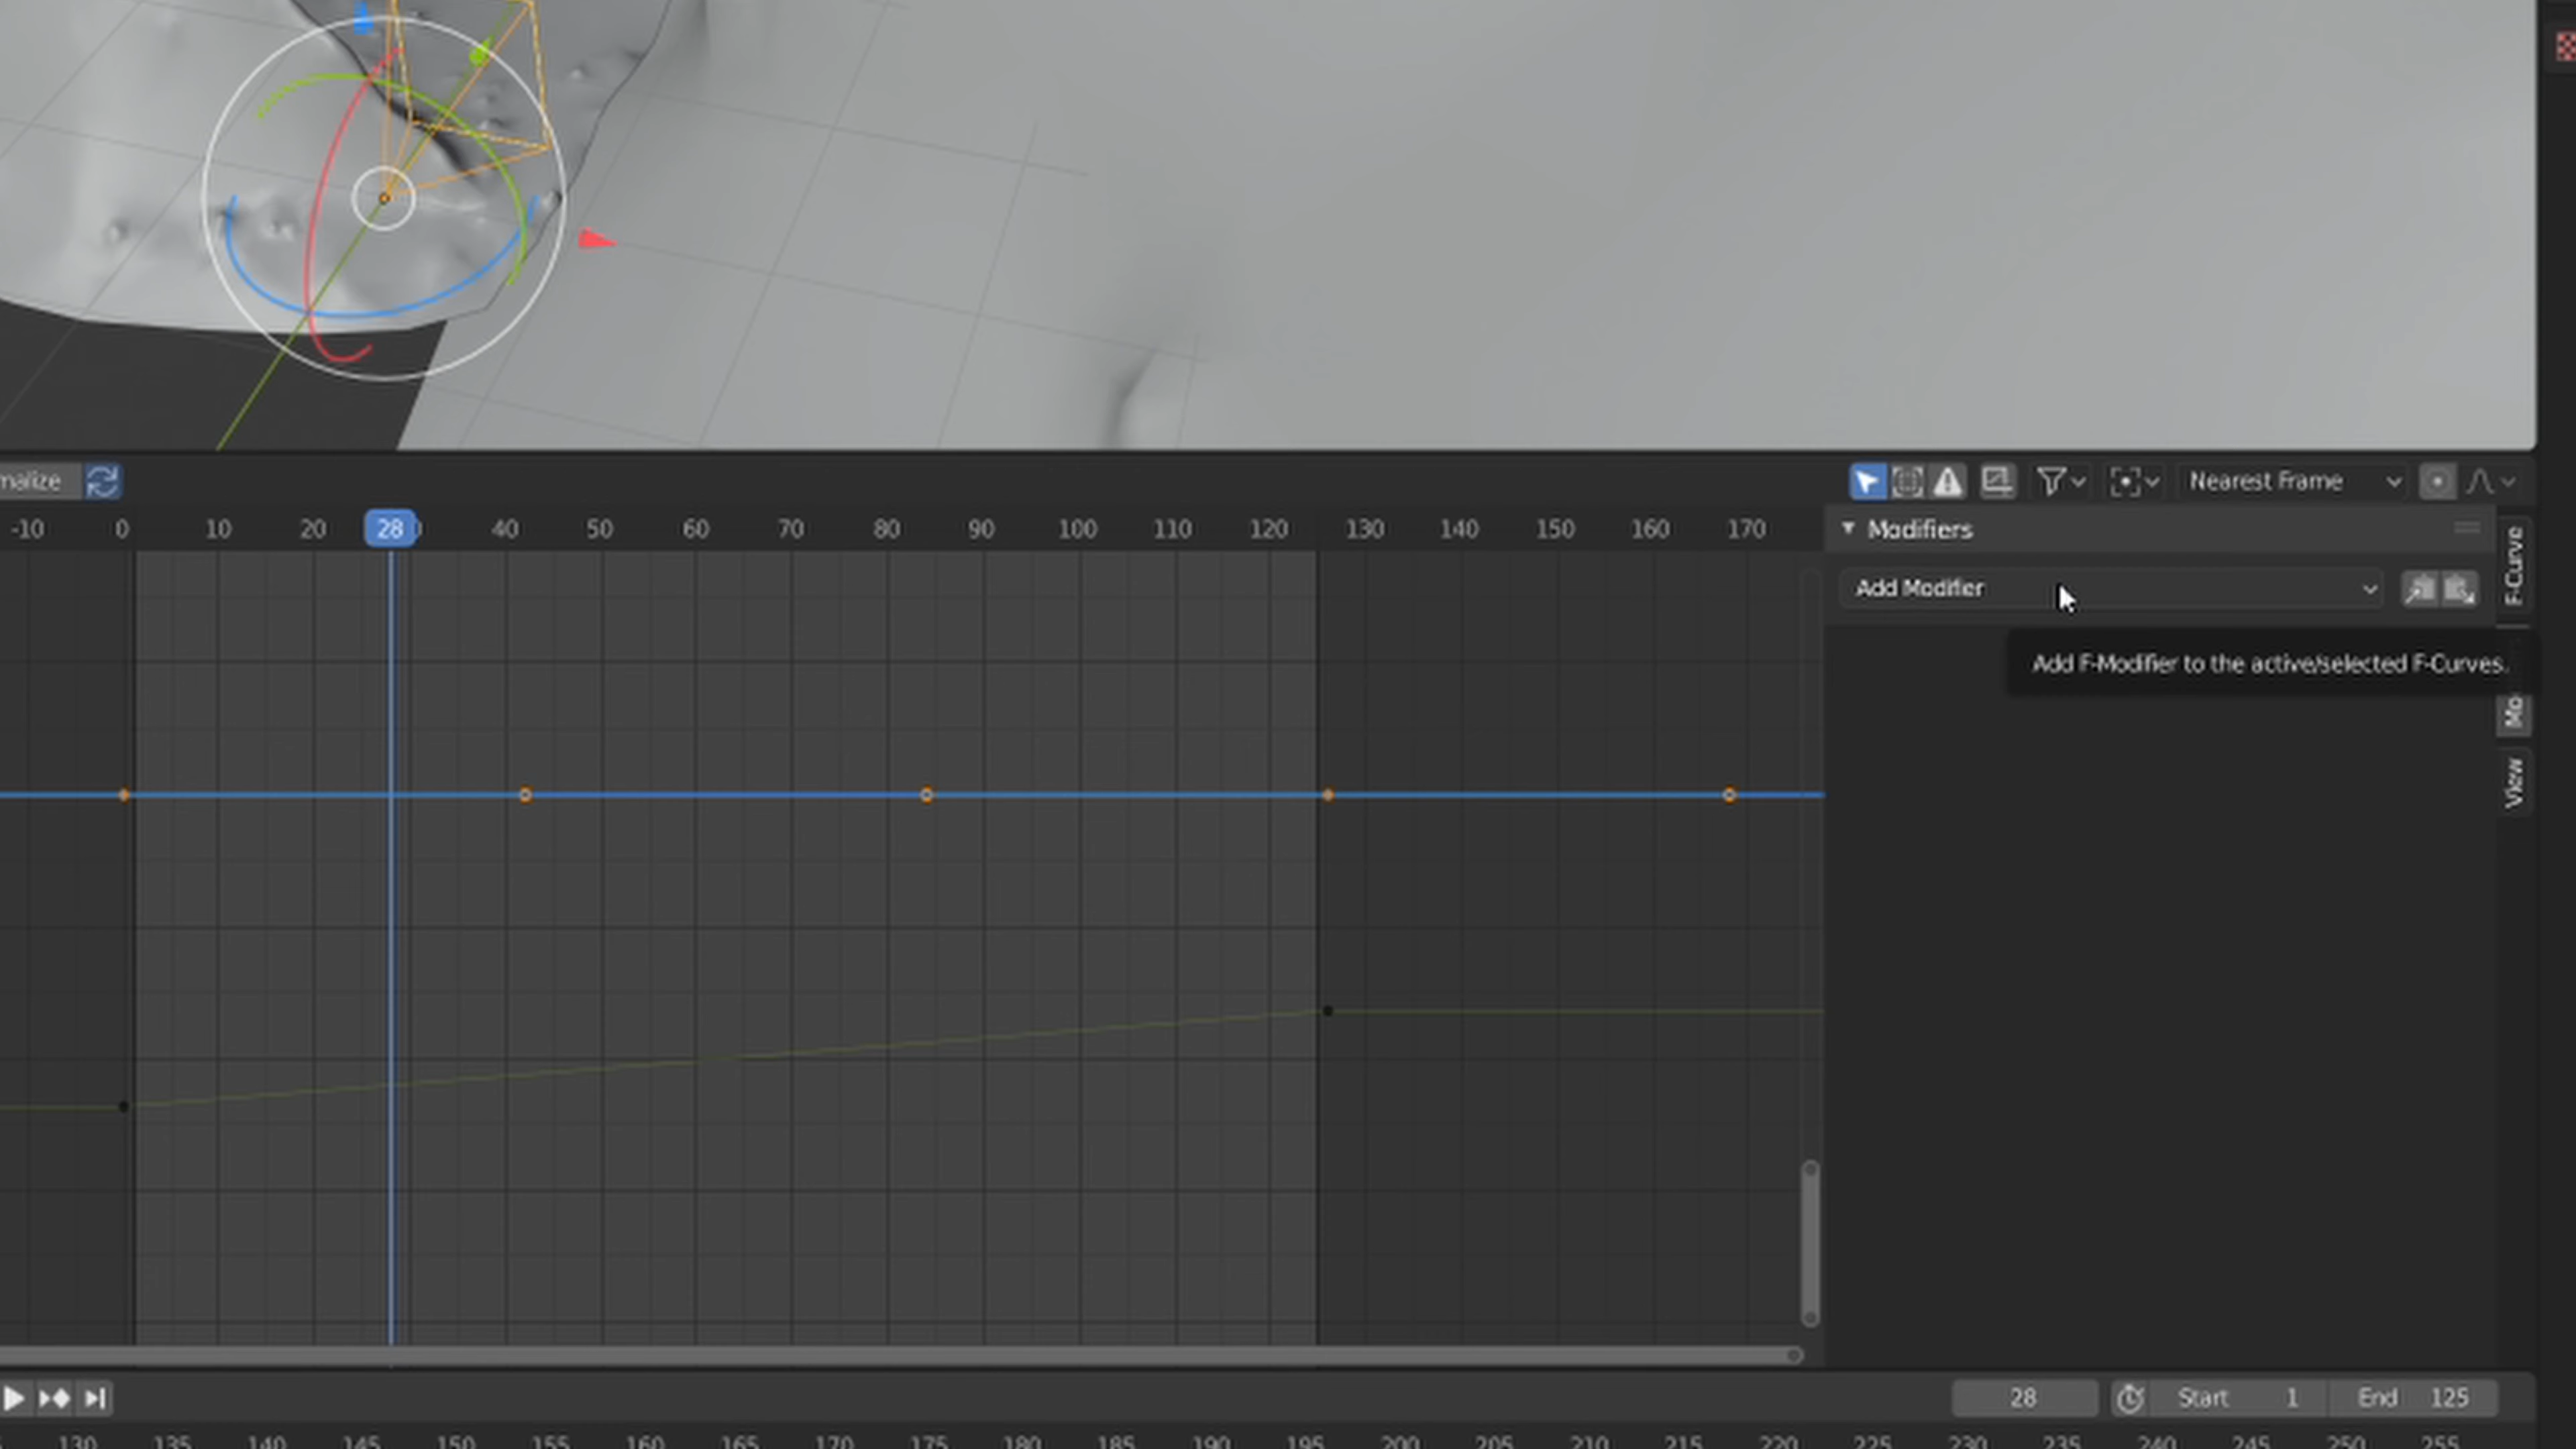 malize Nearest Frame
-10 0 10 20 28 40 50 60 70 80 90 100 110 120 130 140 150 160 170
Modifiers
Add Modifier
Add F-Modifier to the active/selected F-Curves.
F-Curve
Mo
View
28 Start 1 End 125
130 135 140 145 150 155 160 165 170 175 180 185 190 195 200 205 210 215 220 225 230 235 240 245 250 255